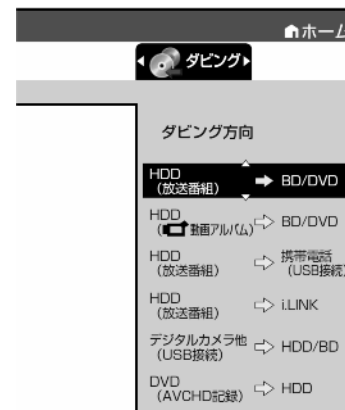 ホーム
ダビング
ダビング方向
HDD
(放送番組)
BD/DVD
HDD
(動画アルバム)
BD/DVD
HDD
(放送番組)
携帯電話
(USB接続)
HDD
(放送番組)
i.LINK
デジタルカメラ他
(USB接続)
HDD/BD
DVD
(AVCHD記録)
HDD